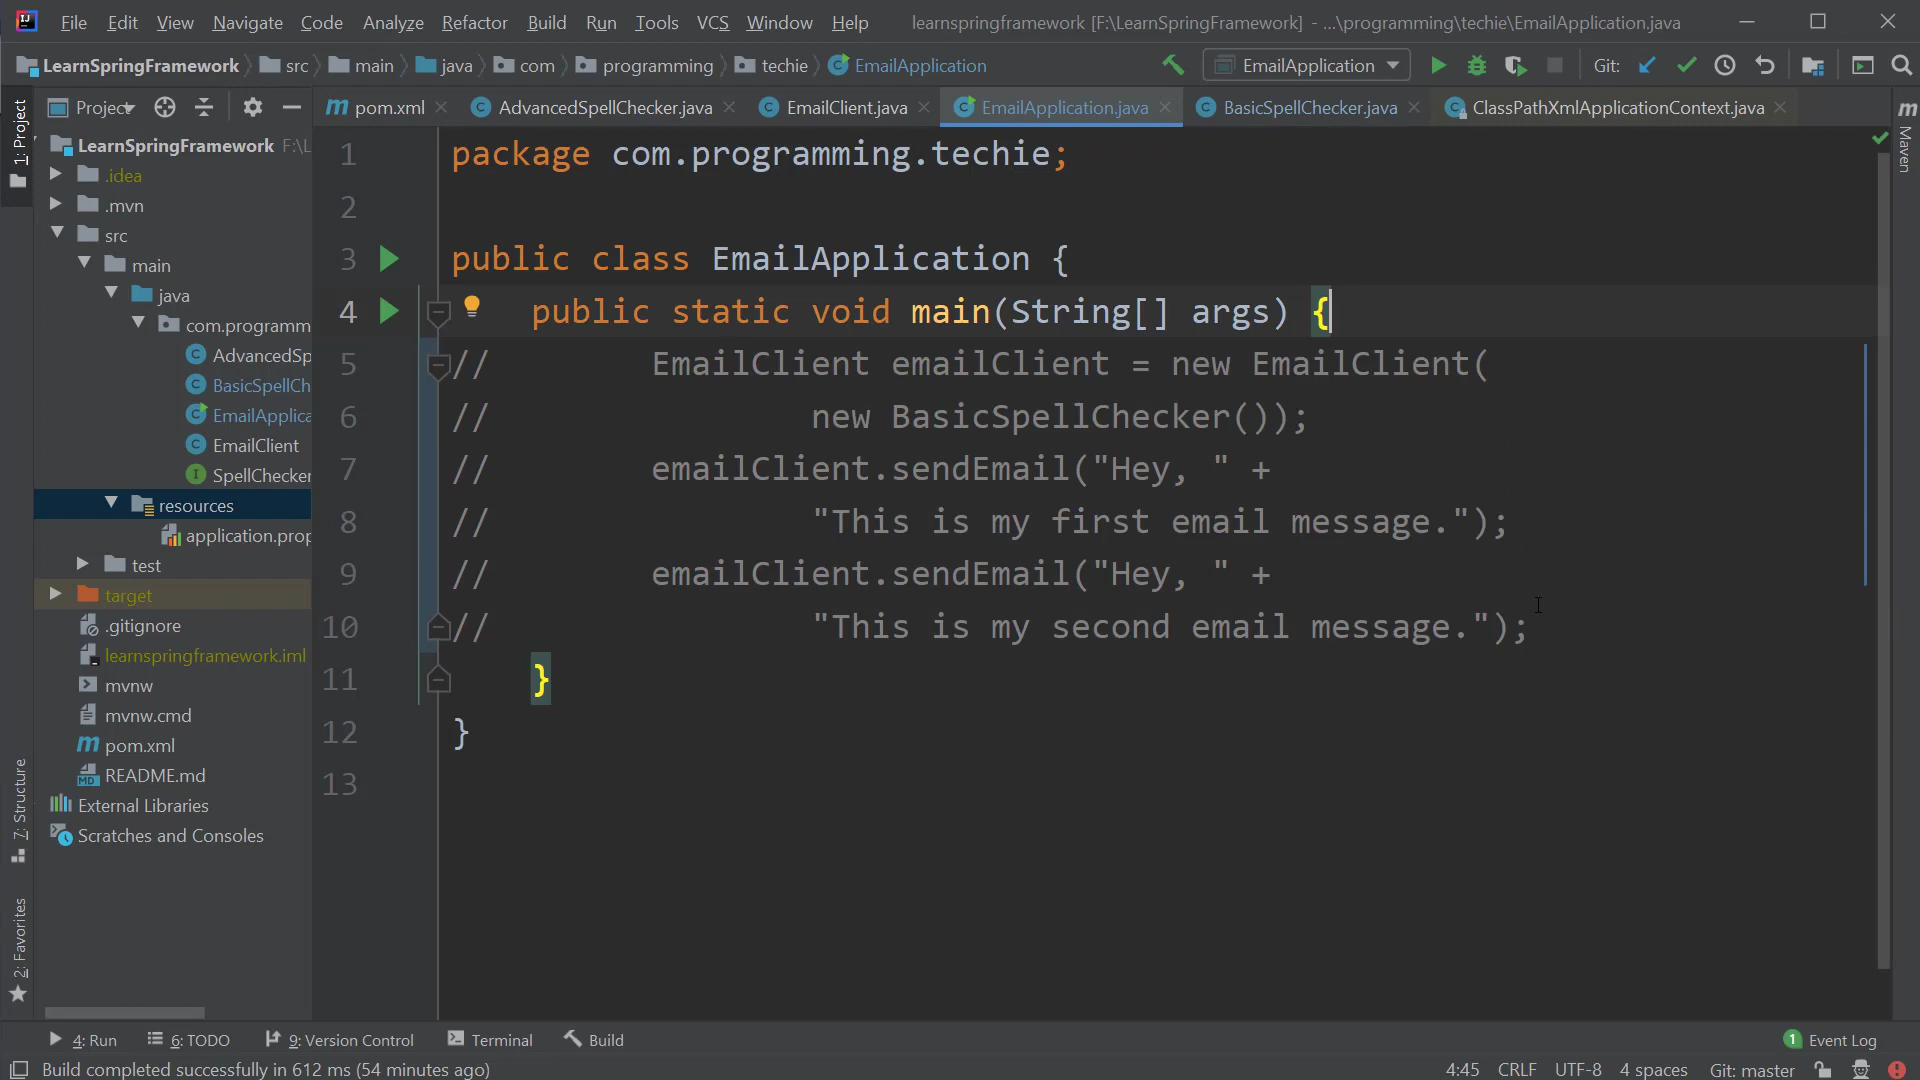 File Edit View Navigate Code Analyze Refactor Build Run Tools VCS Window Help learnspringframework [F:\LearnSpringFramework] - ...\programming\techie\EmailApplication.java
LearnSpringFramework src main java com programming techie EmailApplication EmailApplication Git:
Project pom.xml AdvancedSpellChecker.java EmailClient.java EmailApplication.java BasicSpellChecker.java ClassPathXmlApplicationContext.java
1: Project
Maven
LearnSpringFramework F:\L
.idea
.mvn
src
main
java
com.programm
AdvancedSp
BasicSpellCh
EmailApplica
EmailClient
SpellChecker
resources
application.prop
test
target
.gitignore
learnspringframework.iml
mvnw
mvnw.cmd
pom.xml
README.md
External Libraries
Scratches and Consoles
7: Structure
2: Favorites
1 package com.programming.techie;
2
3 public class EmailApplication {
4 public static void main(String[] args) {
5 // EmailClient emailClient = new EmailClient(
6 // new BasicSpellChecker());
7 // emailClient.sendEmail("Hey, " +
8 // "This is my first email message.");
9 // emailClient.sendEmail("Hey, " +
10 // "This is my second email message.");
11 }
12 }
13
4: Run 6: TODO 9: Version Control Terminal Build 1 Event Log
Build completed successfully in 612 ms (54 minutes ago) 4:45 CRLF UTF-8 4 spaces Git: master